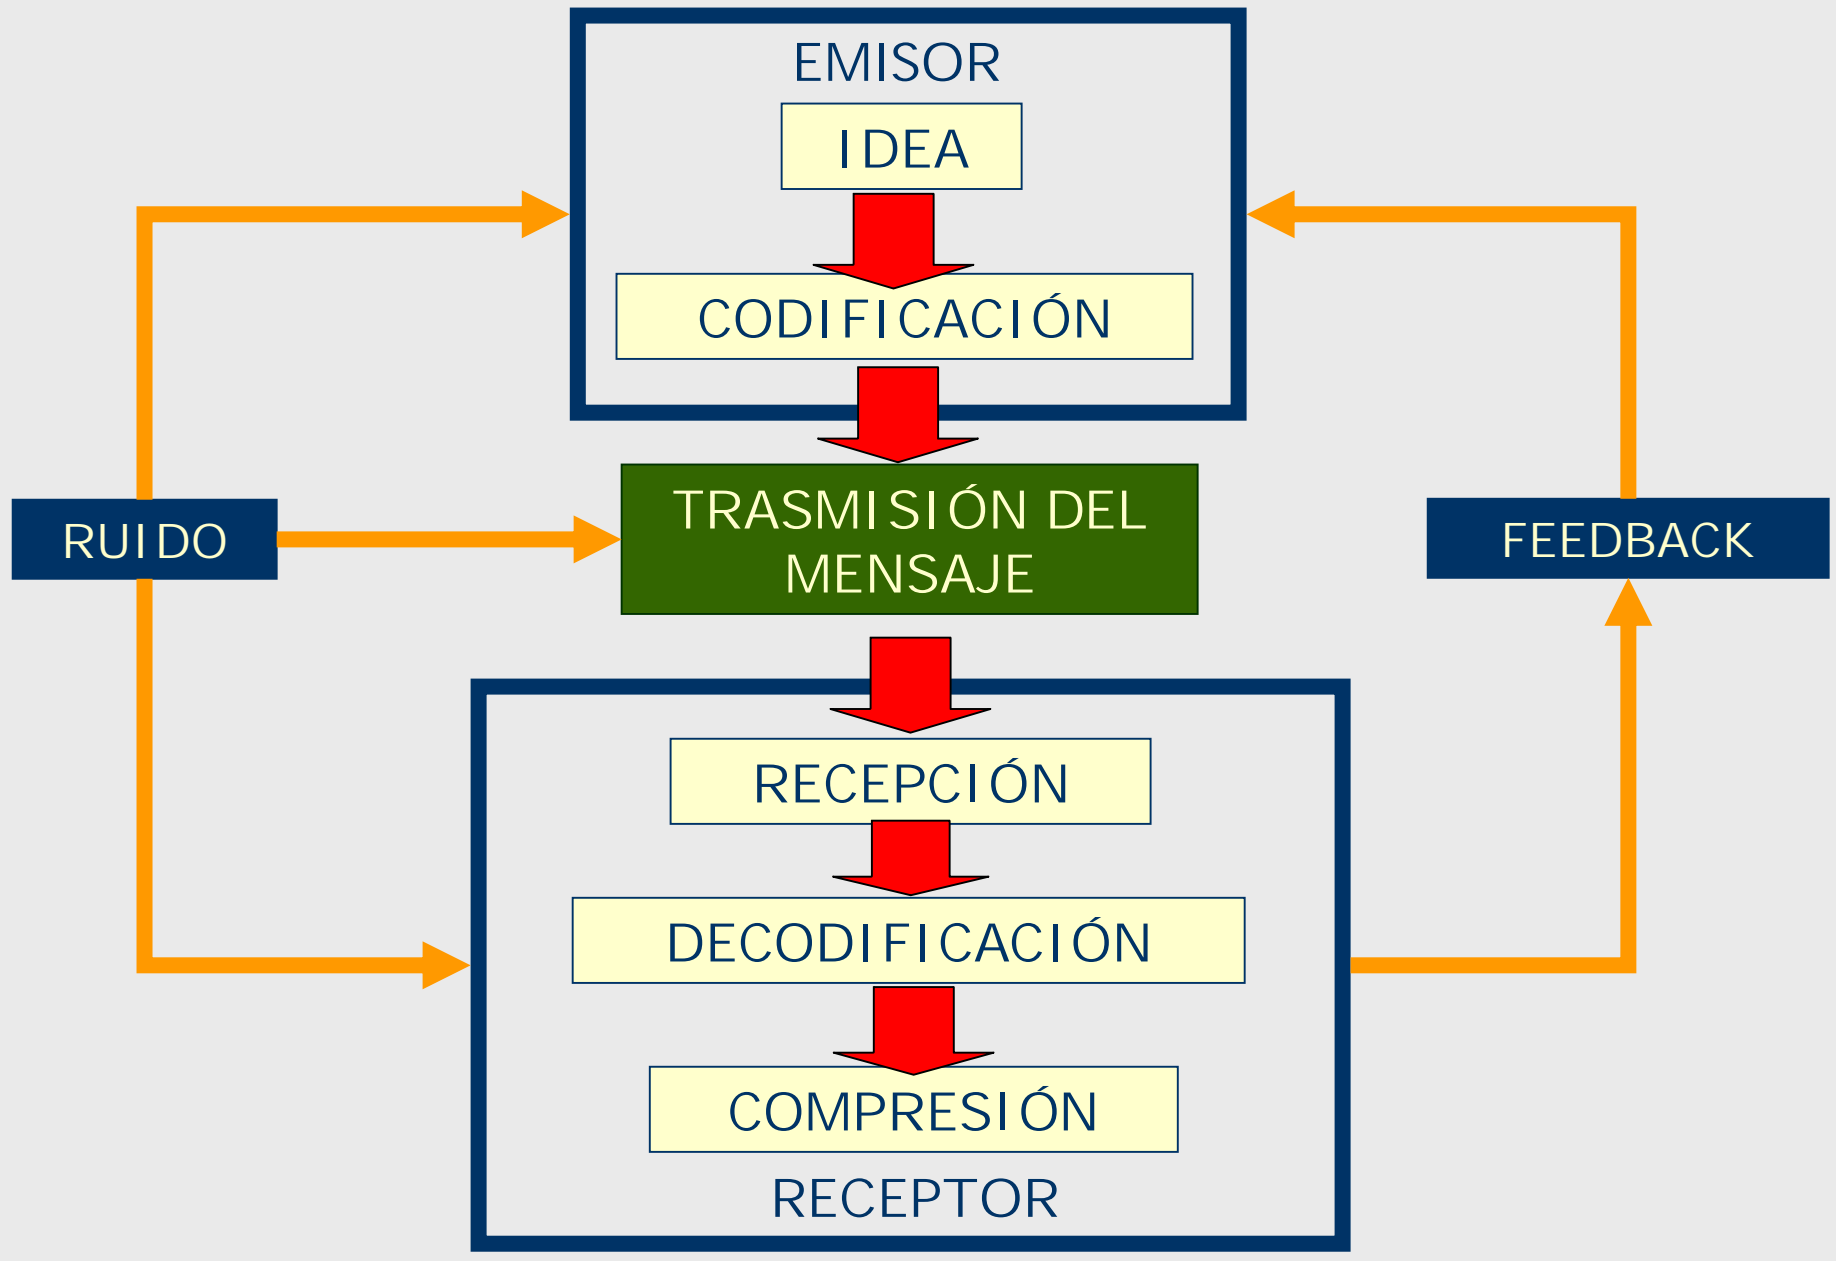 EMISOR
IDEA
CODIFICACIÓN
TRASMISIÓN DEL
MENSAJE
RUIDO
FEEDBACK
RECEPCIÓN
DECODIFICACIÓN
COMPRESIÓN
RECEPTOR